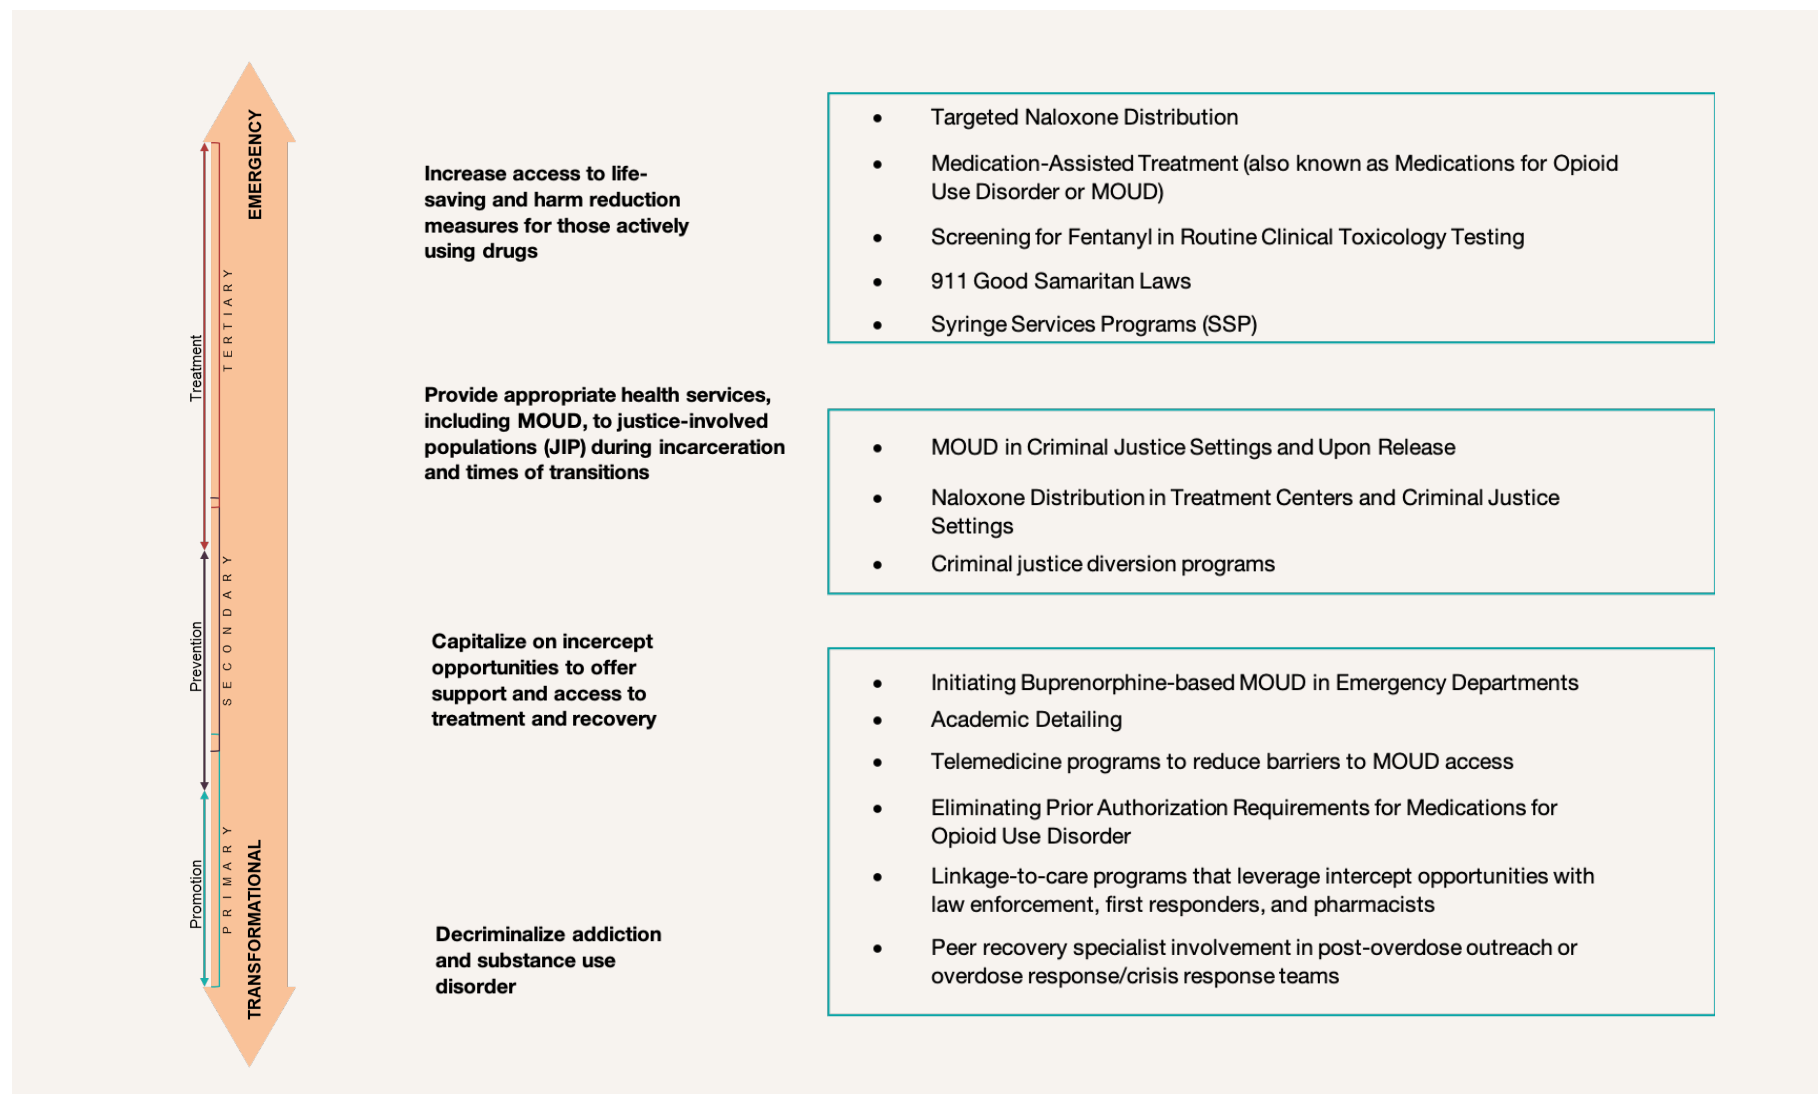 EMERGENCY
TERTIARY
Treatment
SECONDARY
Prevention
PRIMARY
Promotion
TRANSFORMATIONAL
Increase access to life-
saving and harm reduction
measures for those actively
using drugs
• Targeted Naloxone Distribution
• Medication-Assisted Treatment (also known as Medications for Opioid
Use Disorder or MOUD)
• Screening for Fentanyl in Routine Clinical Toxicology Testing
• 911 Good Samaritan Laws
• Syringe Services Programs (SSP)
Provide appropriate health services,
including MOUD, to justice-involved
populations (JIP) during incarceration
and times of transitions
• MOUD in Criminal Justice Settings and Upon Release
• Naloxone Distribution in Treatment Centers and Criminal Justice
Settings
• Criminal justice diversion programs
Capitalize on incercept
opportunities to offer
support and access to
treatment and recovery
• Initiating Buprenorphine-based MOUD in Emergency Departments
• Academic Detailing
• Telemedicine programs to reduce barriers to MOUD access
• Eliminating Prior Authorization Requirements for Medications for
Opioid Use Disorder
• Linkage-to-care programs that leverage intercept opportunities with
law enforcement, first responders, and pharmacists
• Peer recovery specialist involvement in post-overdose outreach or
overdose response/crisis response teams
Decriminalize addiction
and substance use
disorder